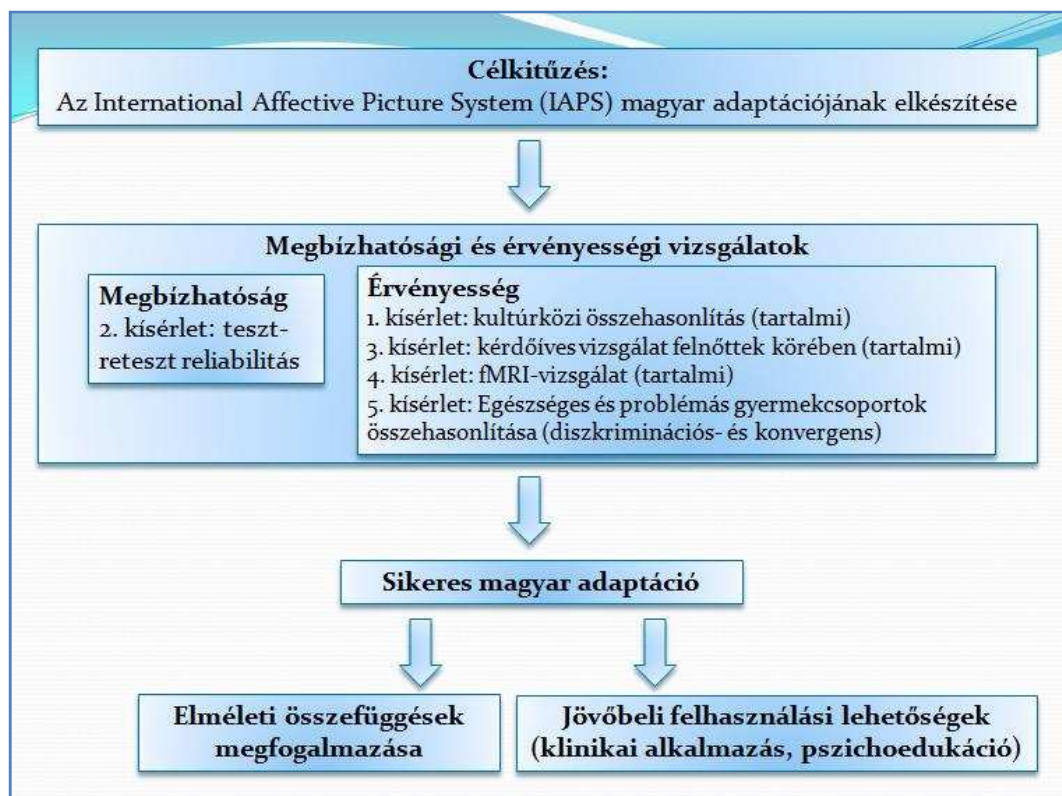 Célkitűzés:
Az International Affective Picture System (IAPS) magyar adaptációjának elkészítése
Megbízhatósági és érvényességi vizsgálatok
Megbízhatóság
2. kísérlet: teszt-
reteszt reliabilitás
Érvényesség
1. kísérlet: kultúrközi összehasonlítás (tartalmi)
3. kísérlet: kérdőíves vizsgálat felnőttek körében (tartalmi)
4. kísérlet: fMRI-vizsgálat (tartalmi)
5. kísérlet: Egészséges és problémás gyermekcsoportok
összehasonlítása (diszkriminációs- és konvergens)
Sikeres magyar adaptáció
Elméleti összefüggések
megfogalmazása
Jövőbeli felhasználási lehetőségek
(klinikai alkalmazás, pszichoedukáció)